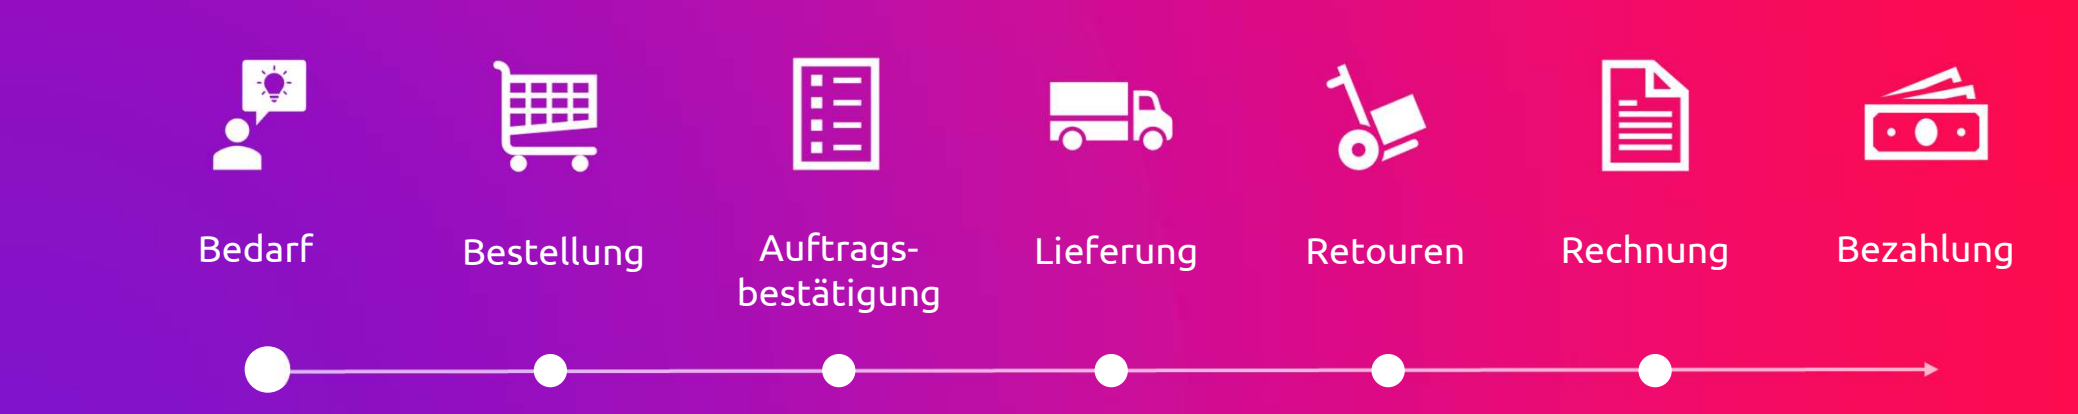 Bedarf
Bestellung
Auftrags-
bestätigung
Lieferung
Retouren
Rechnung
Bezahlung